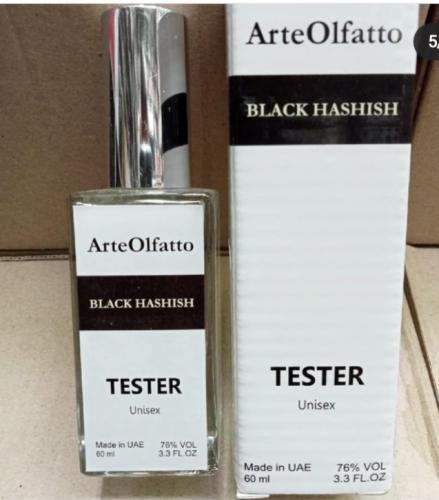 ArteOlfatto
BLACK HASHISH
TESTER
Unisex
Made in UAE 76% VOL
60 ml 3.3 FL.OZ
ArteOlfatto
BLACK HASHISH
TESTER
Unisex
Made in UAE 76% VOL
60 ml 3.3 FL.OZ
5/